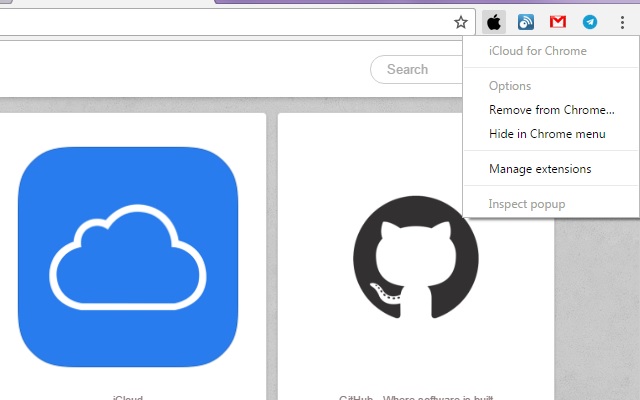 Search
iCloud for Chrome
Options
Remove from Chrome...
Hide in Chrome menu
Manage extensions
Inspect popup
iCloud
GitHub - Where software is built